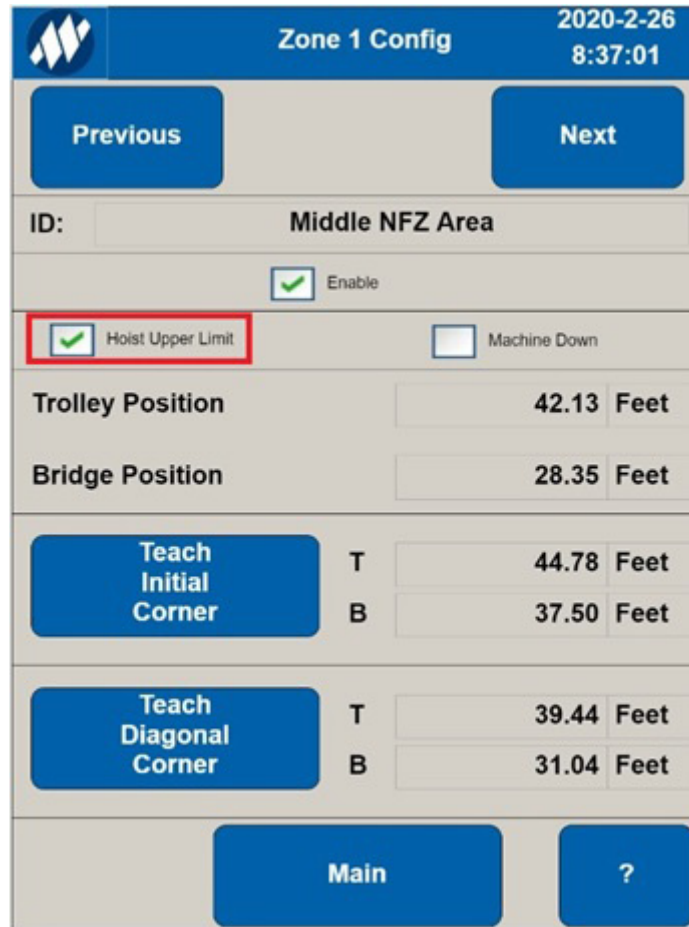 Zone 1 Config
2020-2-26
8:37:01
Previous
Next
ID: Middle NFZ Area
Enable
Hoist Upper Limit Machine Down
Trolley Position 42.13 Feet
Bridge Position 28.35 Feet
Teach
Initial
Corner
T 44.78 Feet
B 37.50 Feet
Teach
Diagonal
Corner
T 39.44 Feet
B 31.04 Feet
Main
?